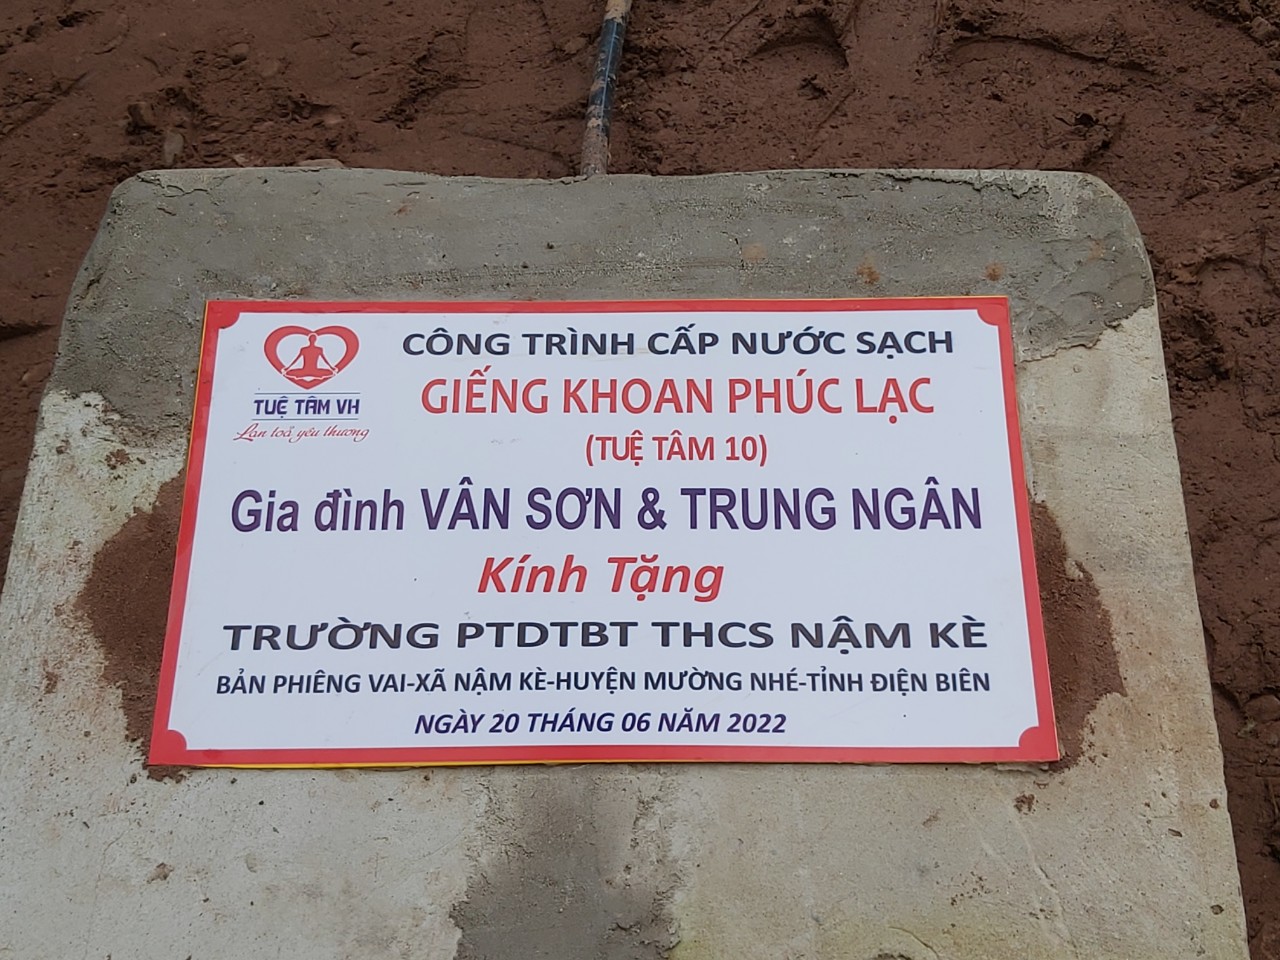 TUỆ TÂM VH
Lan toả yêu thương
CÔNG TRÌNH CẤP NƯỚC SẠCH
GIẾNG KHOAN PHÚC LẠC
(TUỆ TÂM 10)
Gia đình VÂN SƠN & TRUNG NGÂN
Kính Tặng
TRƯỜNG PTDTBT THCS NẬM KÈ
BẢN PHIÊNG VAI-XÃ NẬM KÈ-HUYỆN MƯỜNG NHÉ-TỈNH ĐIỆN BIÊN
NGÀY 20 THÁNG 06 NĂM 2022